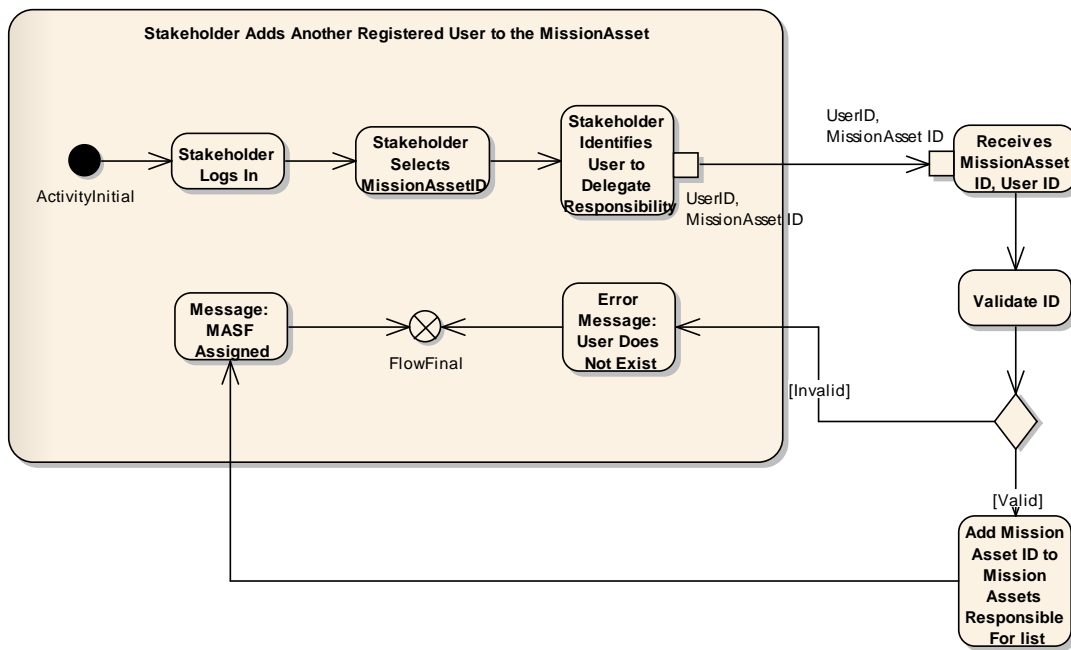 Stakeholder Adds Another Registered User to the MissionAsset
ActivityInitial
Stakeholder
Logs In
Stakeholder
Selects
MissionAssetID
Stakeholder
Identifies
User to
Delegate
Responsibility
UserID,
MissionAsset ID
UserID,
MissionAsset ID
Receives
MissionAsset
ID, User ID
Validate ID
Message:
MASF
Assigned
FlowFinal
Error
Message:
User Does
Not Exist
[Invalid]
[Valid]
Add Mission
Asset ID to
Mission
Assets
Responsible
For list